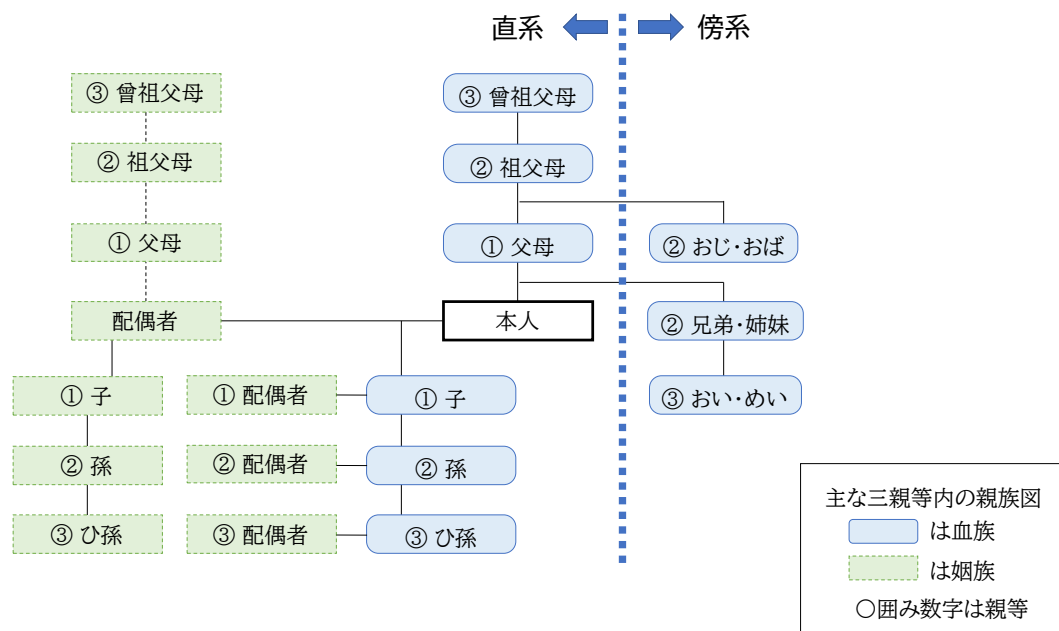 直系
傍系
③ 曾祖父母
③ 曾祖父母
② 祖父母
② 祖父母
① 父母
① 父母
② おじ・おば
配偶者
本人
② 兄弟・姉妹
① 子
① 配偶者
① 子
③ おい・めい
② 孫
② 配偶者
② 孫
③ ひ孫
③ 配偶者
③ ひ孫
主な三親等内の親族図
は血族
は姻族
〇囲み数字は親等